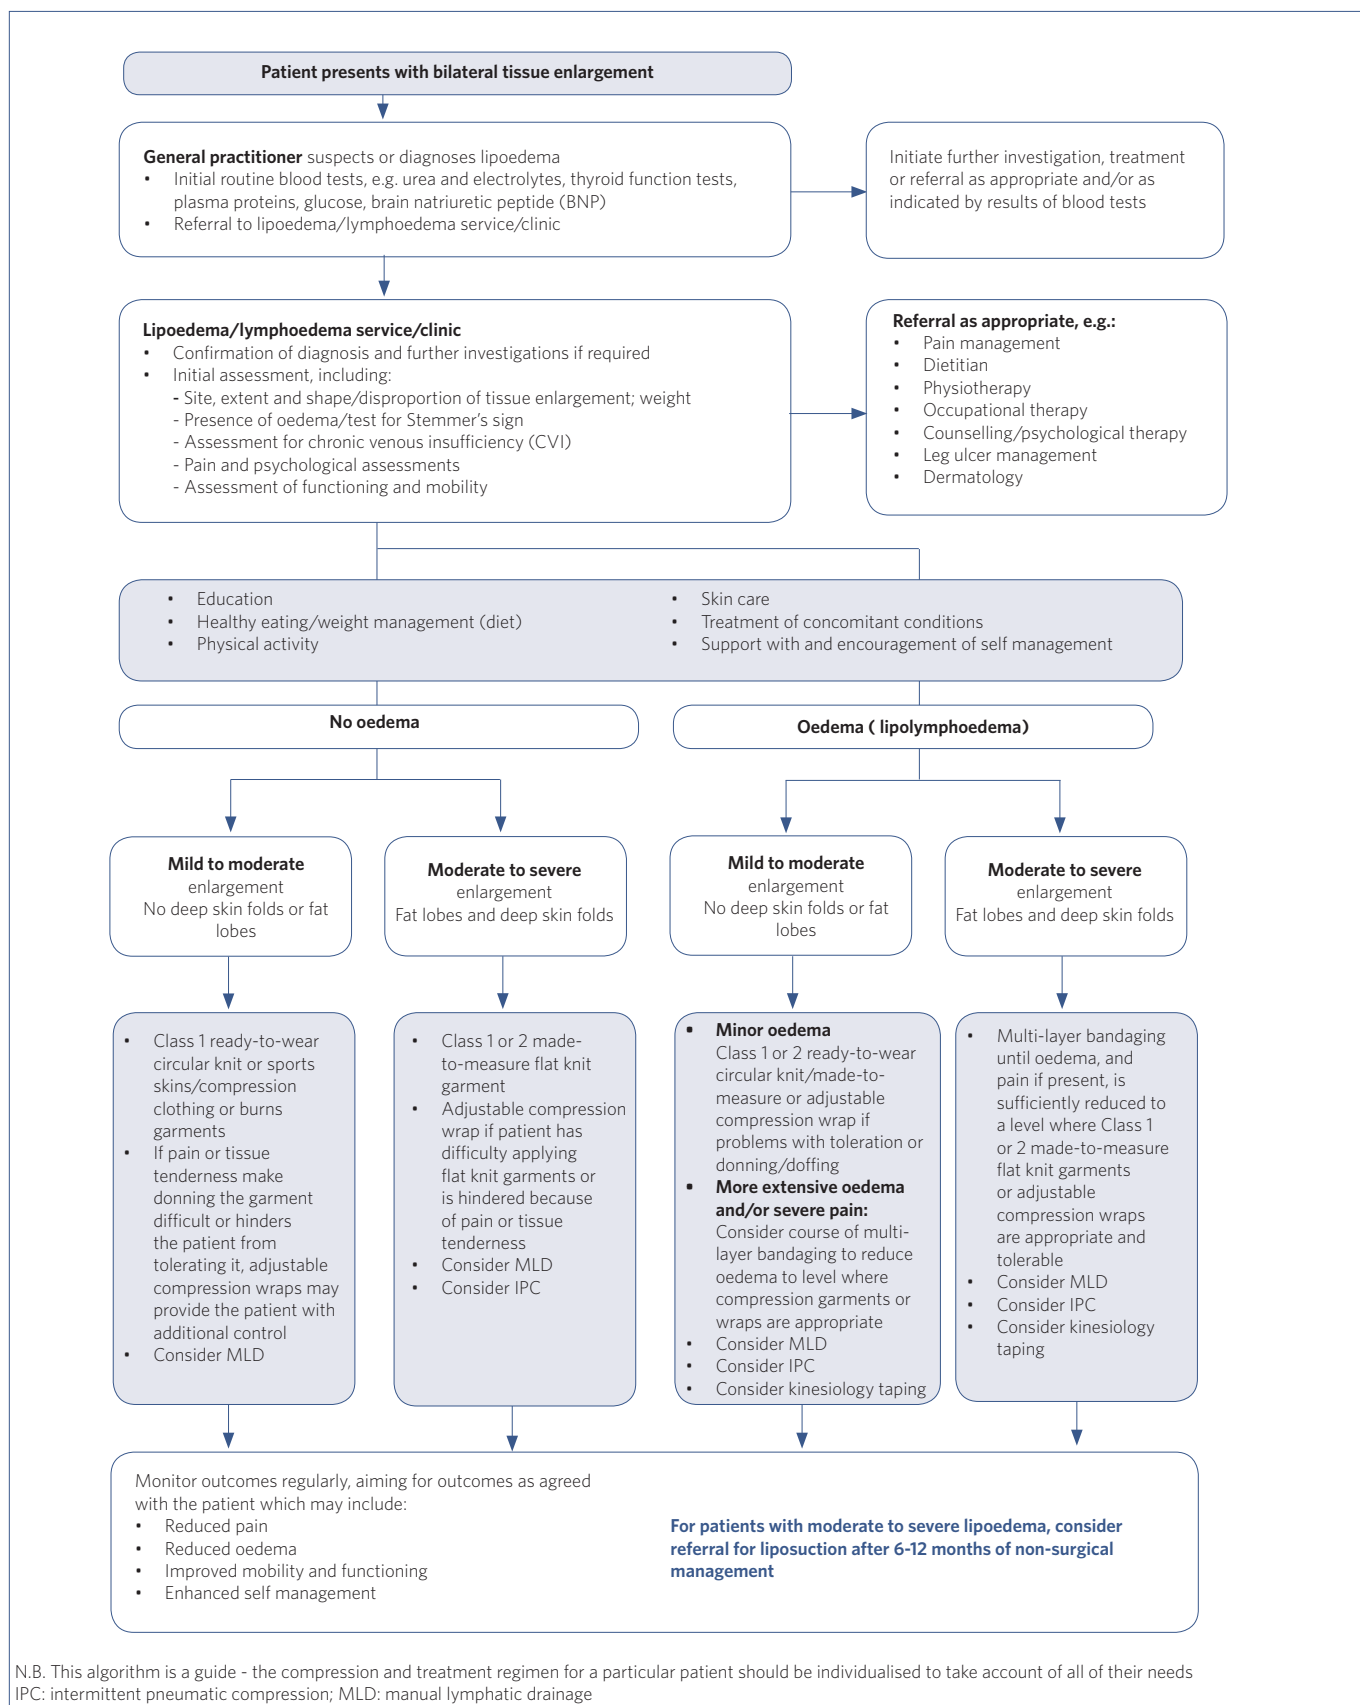 Patient presents with bilateral tissue enlargement
General practitioner suspects or diagnoses lipoedema
• Initial routine blood tests, e.g. urea and electrolytes, thyroid function tests,
plasma proteins, glucose, brain natriuretic peptide (BNP)
• Referral to lipoedema/lymphoedema service/clinic
Initiate further investigation, treatment
or referral as appropriate and/or as
indicated by results of blood tests
Lipoedema/lymphoedema service/clinic
• Confirmation of diagnosis and further investigations if required
• Initial assessment, including:
- Site, extent and shape/disproportion of tissue enlargement; weight
- Presence of oedema/test for Stemmer's sign
- Assessment for chronic venous insufficiency (CVI)
- Pain and psychological assessments
- Assessment of functioning and mobility
Referral as appropriate, e.g.:
• Pain management
• Dietitian
• Physiotherapy
• Occupational therapy
• Counselling/psychological therapy
• Leg ulcer management
• Dermatology
• Education
• Healthy eating/weight management (diet)
• Physical activity
• Skin care
• Treatment of concomitant conditions
• Support with and encouragement of self management
No oedema
Oedema ( lipolymphoedema)
Mild to moderate
enlargement
No deep skin folds or fat
lobes
Moderate to severe
enlargement
Fat lobes and deep skin folds
Mild to moderate
enlargement
No deep skin folds or fat
lobes
Moderate to severe
enlargement
Fat lobes and deep skin folds
• Class 1 ready-to-wear
circular knit or sports
skins/compression
clothing or burns
garments
• If pain or tissue
tenderness make
donning the garment
difficult or hinders
the patient from
tolerating it, adjustable
compression wraps may
provide the patient with
additional control
• Consider MLD
• Class 1 or 2 made-
to-measure flat knit
garment
• Adjustable compression
wrap if patient has
difficulty applying
flat knit garments or
is hindered because
of pain or tissue
tenderness
• Consider MLD
• Consider IPC
• Minor oedema
Class 1 or 2 ready-to-wear
circular knit/made-to-
measure or adjustable
compression wrap if
problems with toleration or
donning/doffing
• More extensive oedema
and/or severe pain:
Consider course of multi-
layer bandaging to reduce
oedema to level where
compression garments or
wraps are appropriate
• Consider MLD
• Consider IPC
• Consider kinesiology taping
• Multi-layer bandaging
until oedema, and
pain if present, is
sufficiently reduced to
a level where Class 1
or 2 made-to-measure
flat knit garments
or adjustable
compression wraps
are appropriate and
tolerable
• Consider MLD
• Consider IPC
• Consider kinesiology
taping
Monitor outcomes regularly, aiming for outcomes as agreed
with the patient which may include:
• Reduced pain
• Reduced oedema
• Improved mobility and functioning
• Enhanced self management
For patients with moderate to severe lipoedema, consider
referral for liposuction after 6-12 months of non-surgical
management
N.B. This algorithm is a guide - the compression and treatment regimen for a particular patient should be individualised to take account of all of their needs
IPC: intermittent pneumatic compression; MLD: manual lymphatic drainage